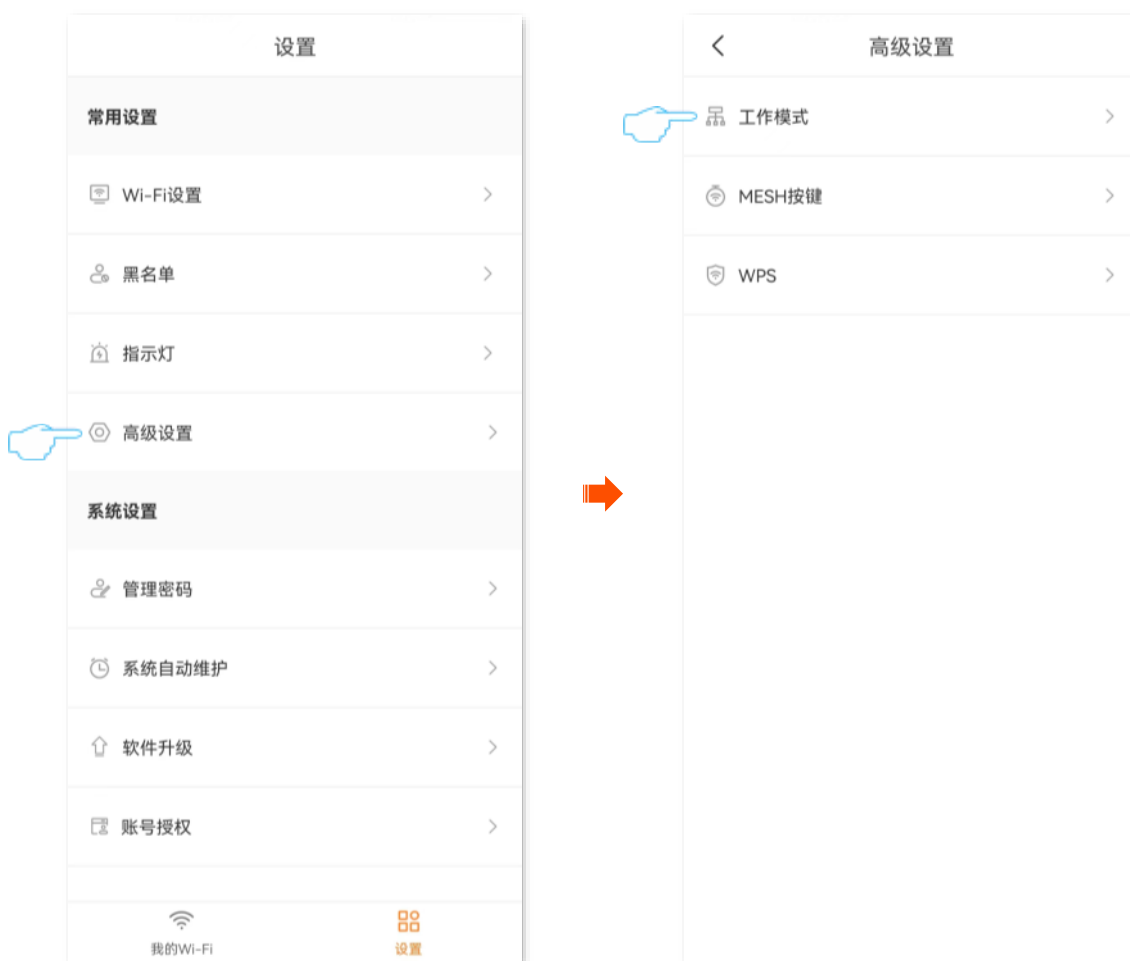 设置
常用设置
Wi-Fi设置
黑名单
指示灯
高级设置
系统设置
管理密码
系统自动维护
软件升级
账号授权
我的Wi-Fi
设置
高级设置
工作模式
MESH按键
WPS